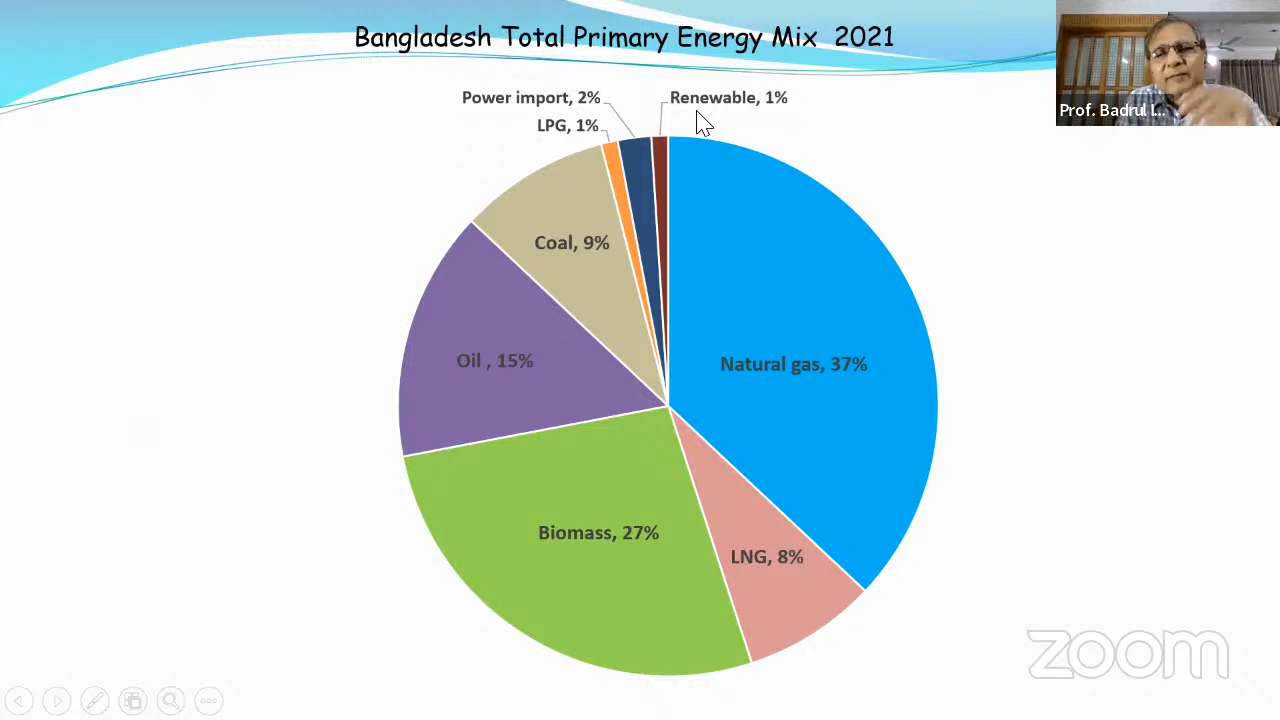 Bangladesh Total Primary Energy Mix 2021
Prof. Badrul I...
Power import, 2%
Renewable, 1%
LPG, 1%
Coal, 9%
Oil , 15%
Natural gas, 37%
Biomass, 27%
LNG, 8%
zoom